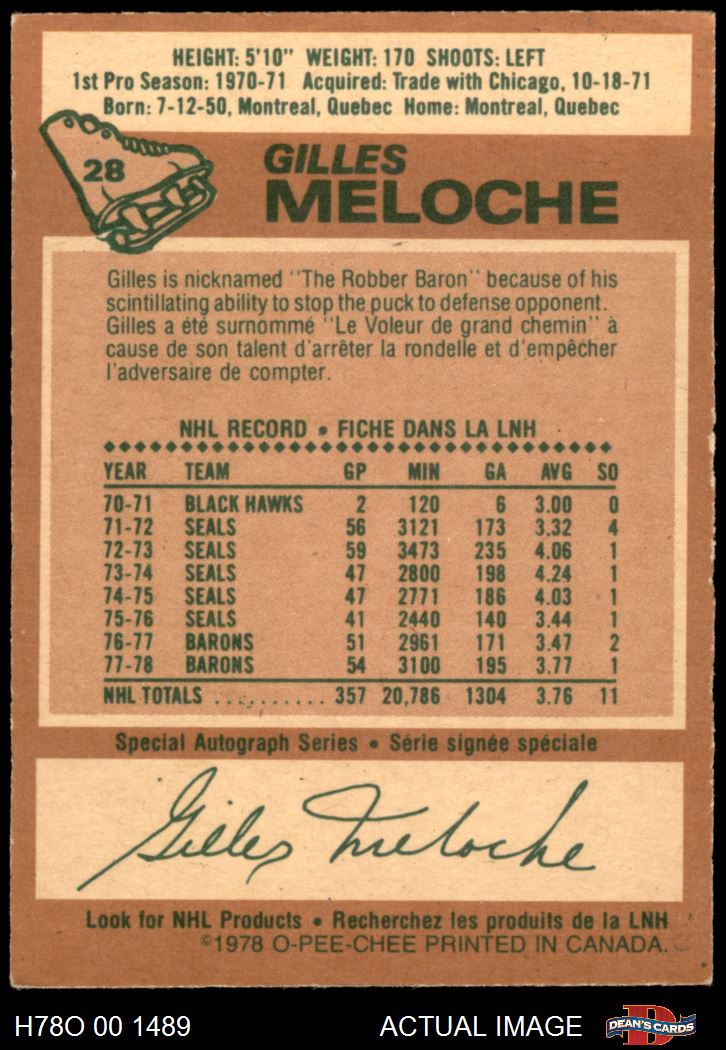 HEIGHT: 5'10" WEIGHT: 170 SHOOTS: LEFT
1st Pro Season: 1970-71 Acquired: Trade with Chicago, 10-18-71
Born: 7-12-50, Montreal, Quebec Home: Montreal, Quebec
28
GILLES
MELOCHE
Gilles is nicknamed "The Robber Baron" because of his
scintillating ability to stop the puck to defense opponent.
Gilles a été surnommé "Le Voleur de grand chemin" à
cause de son talent d'arrêter la rondelle et d'empêcher
l'adversaire de compter.
NHL RECORD • FICHE DANS LA LNH
YEAR TEAM GP MIN GA AVG SO
70-71 BLACK HAWKS 2 120 6 3.00 0
71-72 SEALS 56 3121 173 3.32 4
72-73 SEALS 59 3473 235 4.06 1
73-74 SEALS 47 2800 198 4.24 1
74-75 SEALS 47 2771 186 4.03 1
75-76 SEALS 41 2440 140 3.44 1
76-77 BARONS 51 2961 171 3.47 2
77-78 BARONS 54 3100 195 3.77 1
NHL TOTALS .......... 357 20,786 1304 3.76 11
Special Autograph Series • Série signée spéciale
Gilles Meloche
Look for NHL Products • Recherchez les produits de la LNH
©1978 O-PEE-CHEE PRINTED IN CANADA.
H78O 00 1489 ACTUAL IMAGE D DEAN'S CARDS